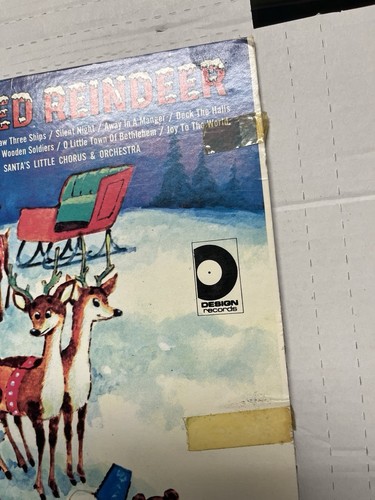 ED REINDEER
aw Three Ships / Silent Night / Away In A Manger / Deck The Halls
Wooden Soldiers / O Little Town Of Bethlehem / Joy To The World
SANTA'S LITTLE CHORUS & ORCHESTRA
DESIGN
records